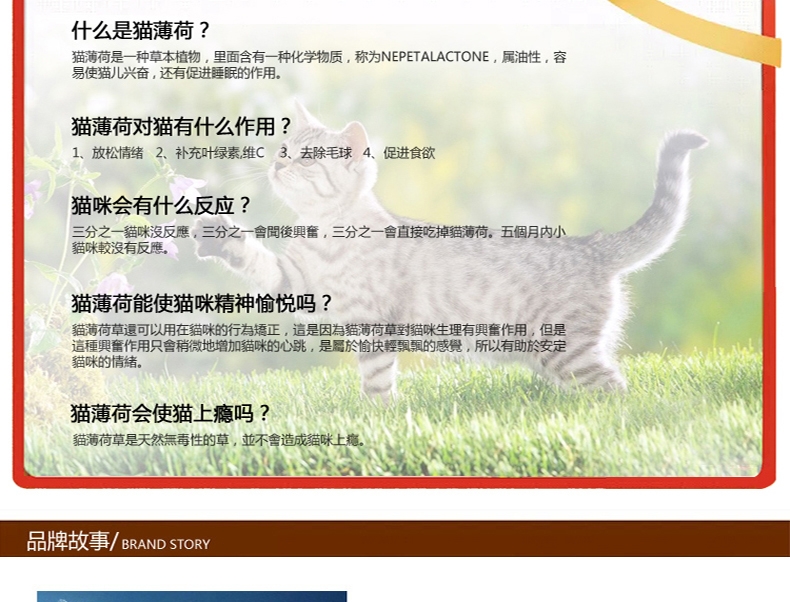 什么是猫薄荷？
猫薄荷是一种草本植物，里面含有一种化学物质，称为NEPETALACTONE，属油性，容
易使猫儿兴奋，还有促进睡眠的作用。
猫薄荷对猫有什么作用？
1、放松情绪 2、补充叶绿素,维C 3、去除毛球 4、促进食欲
猫咪会有什么反应？
三分之一貓咪沒反應，三分之一會聞後興奮，三分之一會直接吃掉貓薄荷。五個月內小
貓咪較沒有反應。
猫薄荷能使猫咪精神愉悦吗？
貓薄荷草還可以用在貓咪的行為矯正，這是因為貓薄荷草對貓咪生理有興奮作用，但是
這種興奮作用只會稍微地增加貓咪的心跳，是屬於愉快輕飄飄的感覺，所以有助於安定
貓咪的情緒。
猫薄荷会使猫上瘾吗？
貓薄荷草是天然無毒性的草，並不會造成貓咪上癮。
品牌故事/BRAND STORY